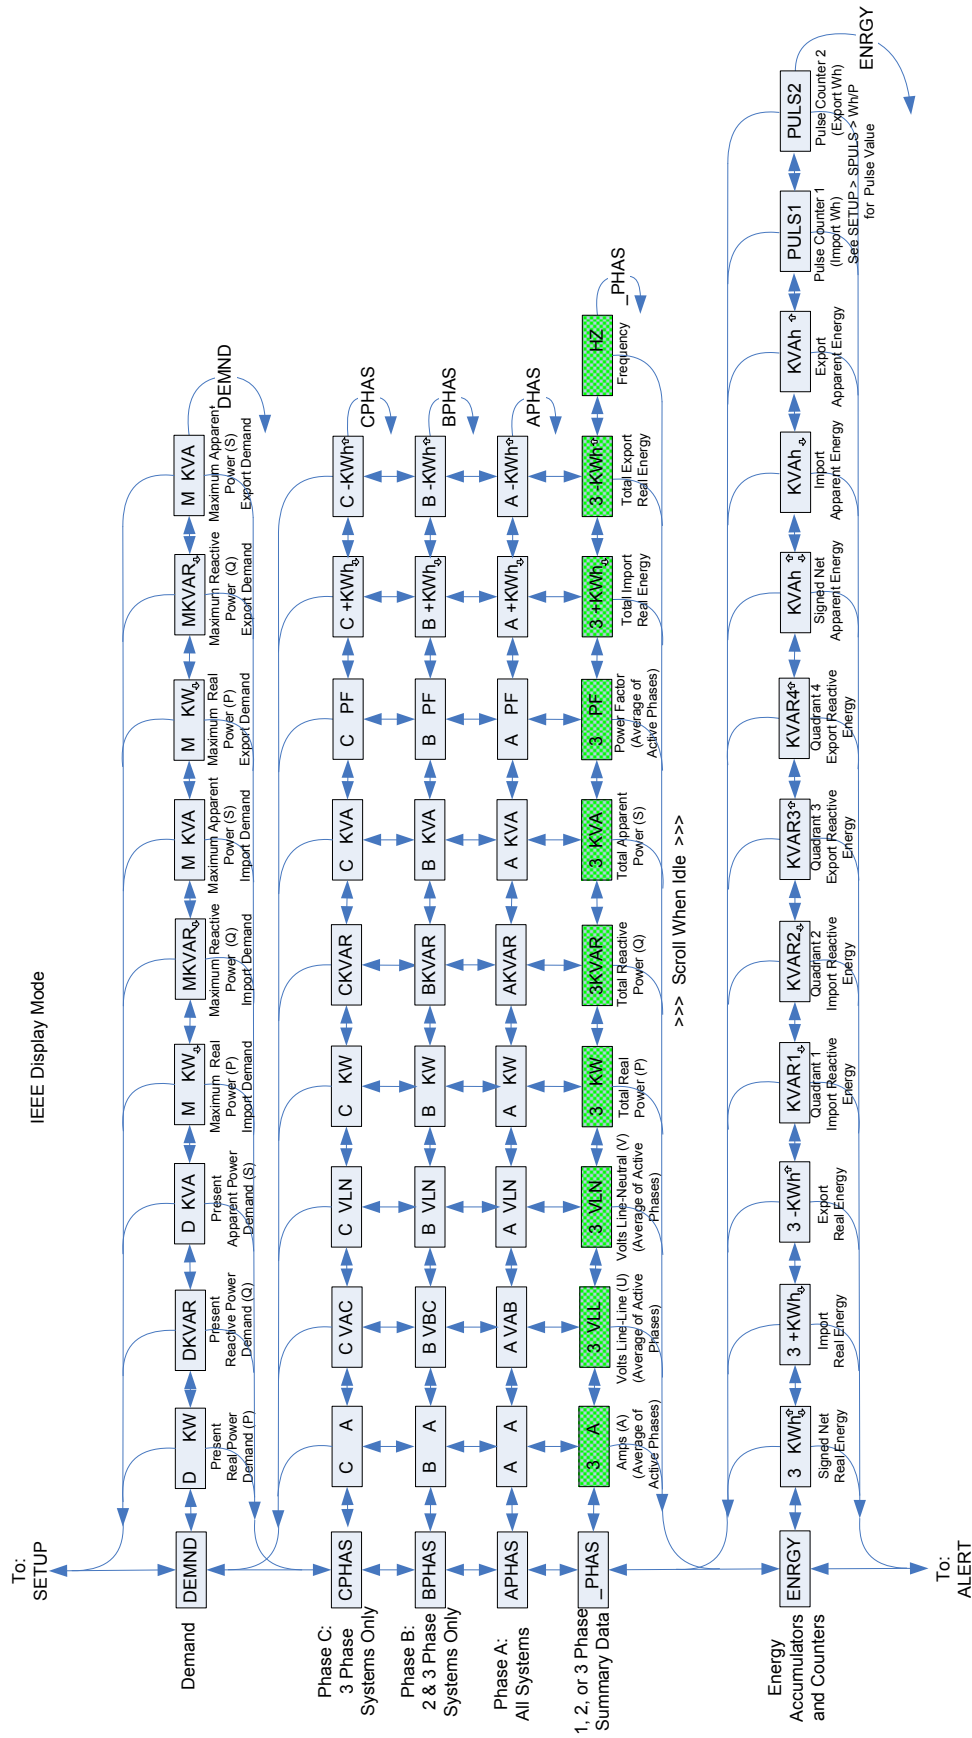 IEEE Display Mode
To:
SETUP
DEMND
D KW
DKVAR
D KVA
M KW
MKVAR
M KVA
M KW
MKVAR
M KVA
DEMND
Demand
Present
Real Power
Demand (P)
Present
Reactive Power
Demand (Q)
Present
Apparent Power
Demand (S)
Maximum Real
Power (P)
Import Demand
Maximum Reactive
Power (Q)
Import Demand
Maximum Apparent
Power (S)
Import Demand
Maximum Real
Power (P)
Export Demand
Maximum Reactive
Power (Q)
Export Demand
Maximum Apparent
Power (S)
Export Demand
Phase C:
3 Phase
Systems Only
CPHAS
C A
C VAC
C VLN
C KW
CKVAR
C KVA
C PF
C +KWh
C -KWh
CPHAS
Phase B:
2 & 3 Phase
Systems Only
BPHAS
B A
B VBC
B VLN
B KW
BKVAR
B KVA
B PF
B +KWh
B -KWh
BPHAS
Phase A:
All Systems
APHAS
A A
A VAB
A VLN
A KW
AKVAR
A KVA
A PF
A +KWh
A -KWh
APHAS
1, 2, or 3 Phase
Summary Data
_PHAS
3 A
3 VLL
3 VLN
3 KW
3KVAR
3 KVA
3 PF
3 +KWh
3 -KWh
HZ
_PHAS
Amps (A)
(Average of
Active Phases)
Volts Line-Line (U)
(Average of Active
Phases)
Volts Line-Neutral (V)
(Average of Active
Phases)
Total Real
Power (P)
Total Reactive
Power (Q)
Total Apparent
Power (S)
Power Factor
(Average of
Active Phases)
Total Import
Real Energy
Total Export
Real Energy
Frequency
>>> Scroll When Idle >>>
Energy
Accumulators
and Counters
ENRGY
3 KWh
3 +KWh
3 -KWh
KVAR1
KVAR2
KVAR3
KVAR4
KVAh
KVAh
KVAh
PULS1
PULS2
ENRGY
Signed Net
Real Energy
Import
Real Energy
Export
Real Energy
Quadrant 1
Import Reactive
Energy
Quadrant 2
Import Reactive
Energy
Quadrant 3
Export Reactive
Energy
Quadrant 4
Export Reactive
Energy
Signed Net
Apparent Energy
Import
Apparent Energy
Export
Apparent Energy
Pulse Counter 1
(Import Wh)
Pulse Counter 2
(Export Wh)
See SETUP > SPULS > Wh/P
for Pulse Value
To:
ALERT